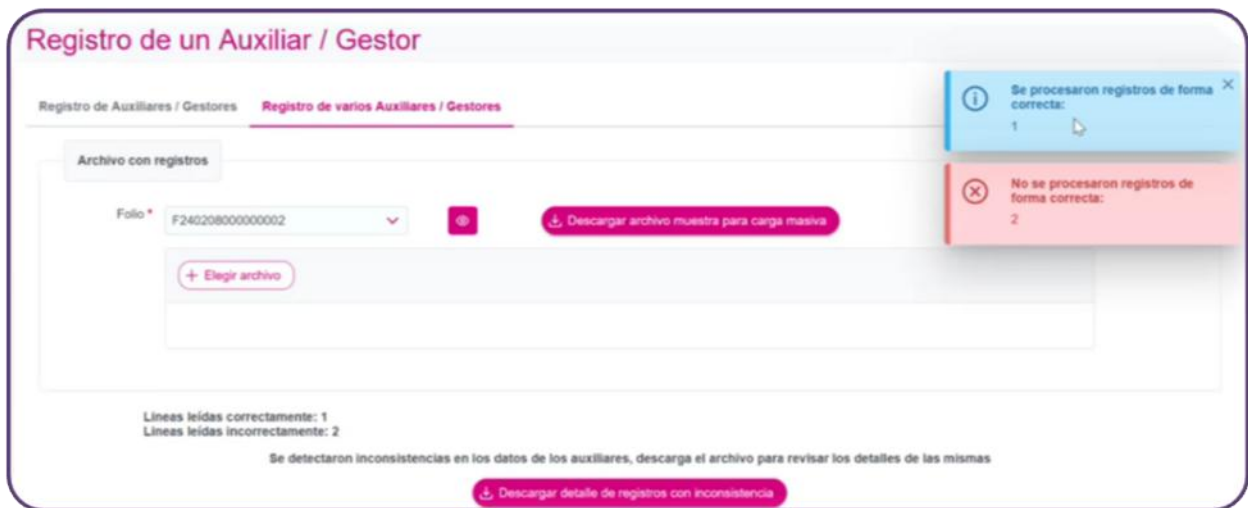 Registro de un Auxiliar / Gestor
Registro de Auxiliares / Gestores
Registro de varios Auxiliares / Gestores
Se procesaron registros de forma
correcta:
1
No se procesaron registros de
forma correcta:
2
Archivo con registros
Folio *
F240208000000002
Descargar archivo muestra para carga masiva
+ Elegir archivo
Líneas leídas correctamente: 1
Líneas leídas incorrectamente: 2
Se detectaron inconsistencias en los datos de los auxiliares, descarga el archivo para revisar los detalles de las mismas
Descargar detalle de registros con inconsistencia